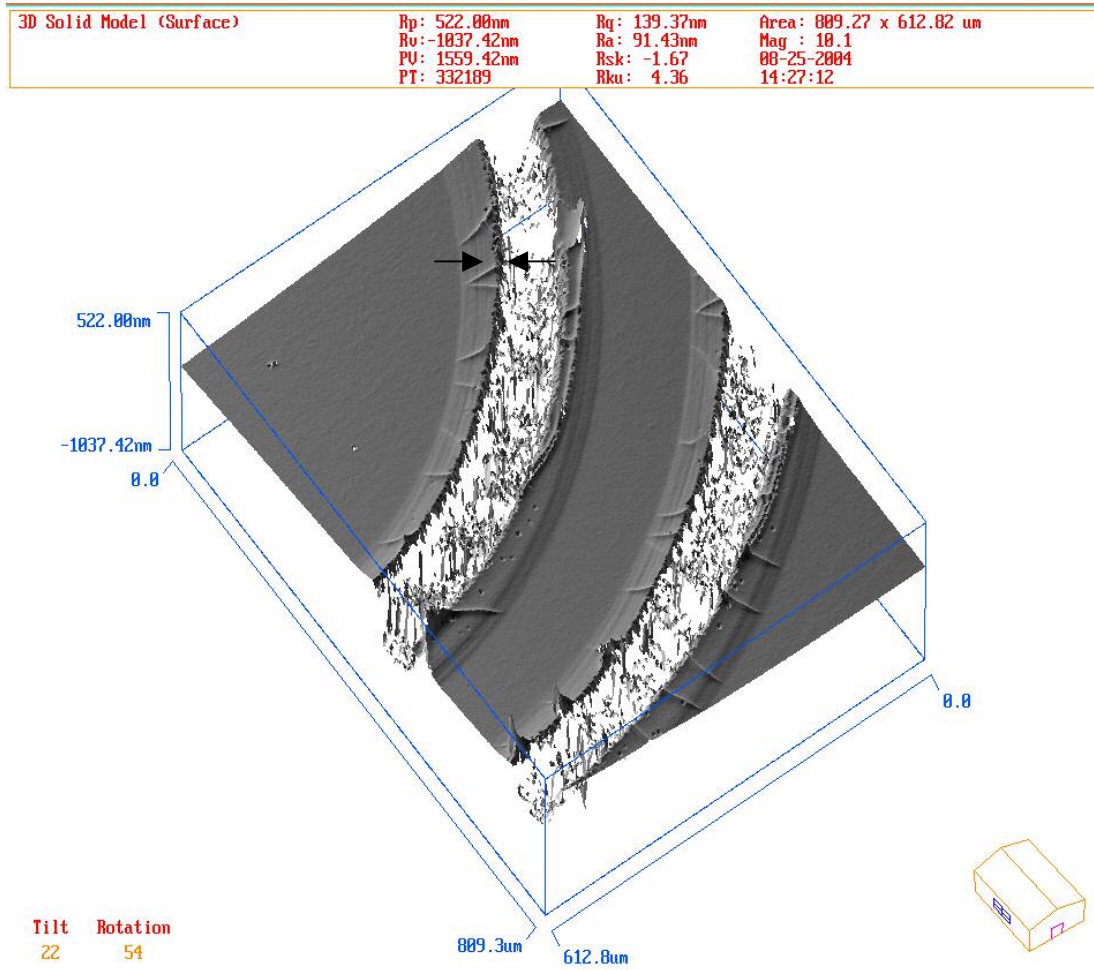 3D Solid Model (Surface) Rp: 522.00nm Rq: 139.37nm Area: 809.27 x 612.82 um
Rv:-1037.42nm Ra: 91.43nm Mag : 10.1
PV: 1559.42nm Rsk: -1.67 08-25-2004
PT: 332189 Rku: 4.36 14:27:12
522.00nm
-1037.42nm
0.0
0.0
809.3um
612.8um
Tilt Rotation
22 54